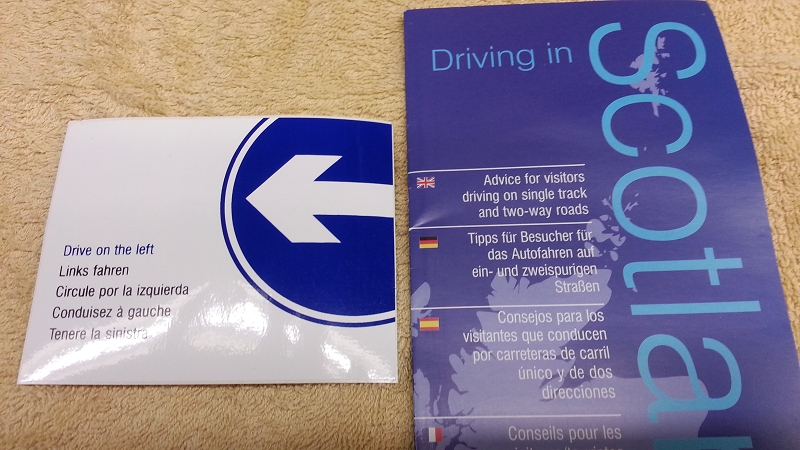 Drive on the left
Links fahren
Circule por la izquierda
Conduisez à gauche
Tenere la sinistra
Driving in
Scotla
Advice for visitors
driving on single track
and two-way roads
Tipps für Besucher für
das Autofahren auf
ein- und zweispurigen
Straßen
Consejos para los
visitantes que conducen
por carreteras de carril
único y de dos
direcciones
Conseils pour les